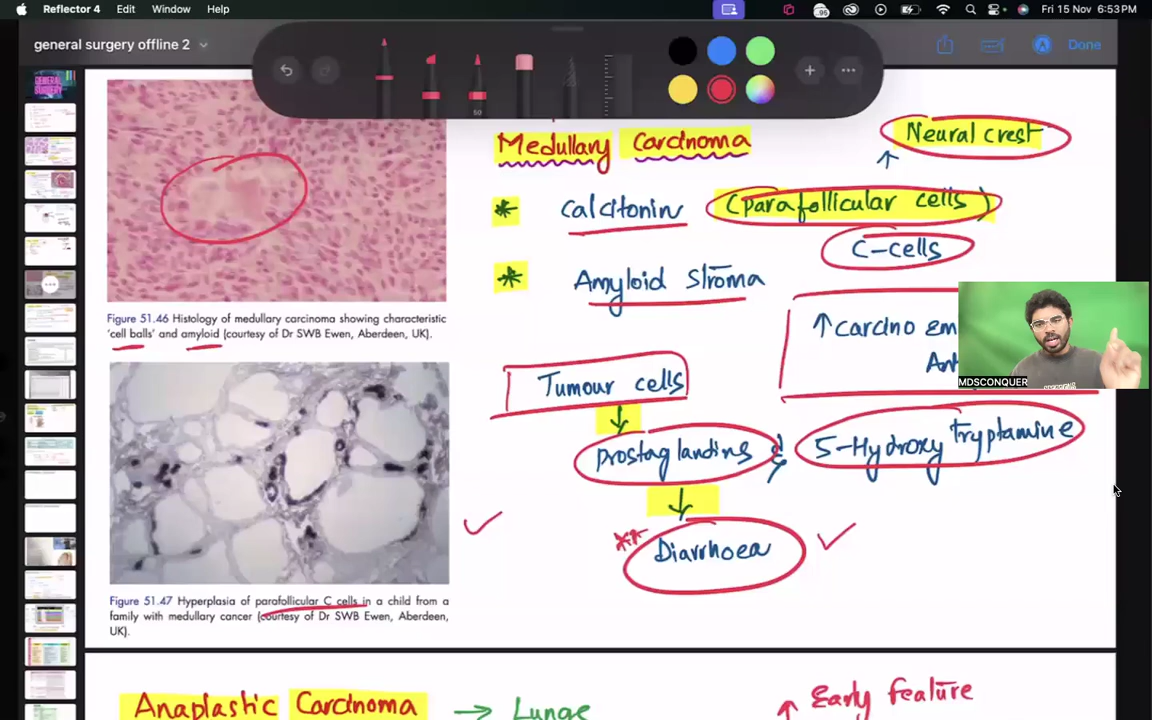 Reflector 4 Edit Window Help
96
Fri 15 Nov 6:53 PM
general surgery offline 2
Done
50
Medullary Carcinoma
Neural crest
* Calcitonin (parafollicular cells)
C-cells
* Amyloid stroma
↑ Carcino Em
Ant
MDSCONQUER
Figure 51.46 Histology of medullary carcinoma showing characteristic
‘cell balls’ and amyloid (courtesy of Dr SWB Ewen, Aberdeen, UK).
Tumour cells
↓
Prostaglandins & 5-Hydroxy Tryptamine
↓
** Diarrhoea
Figure 51.47 Hyperplasia of parafollicular C cells in a child from a
family with medullary cancer (courtesy of Dr SWB Ewen, Aberdeen,
UK).
Anaplastic Carcinoma → Lungs
↑ Early feature